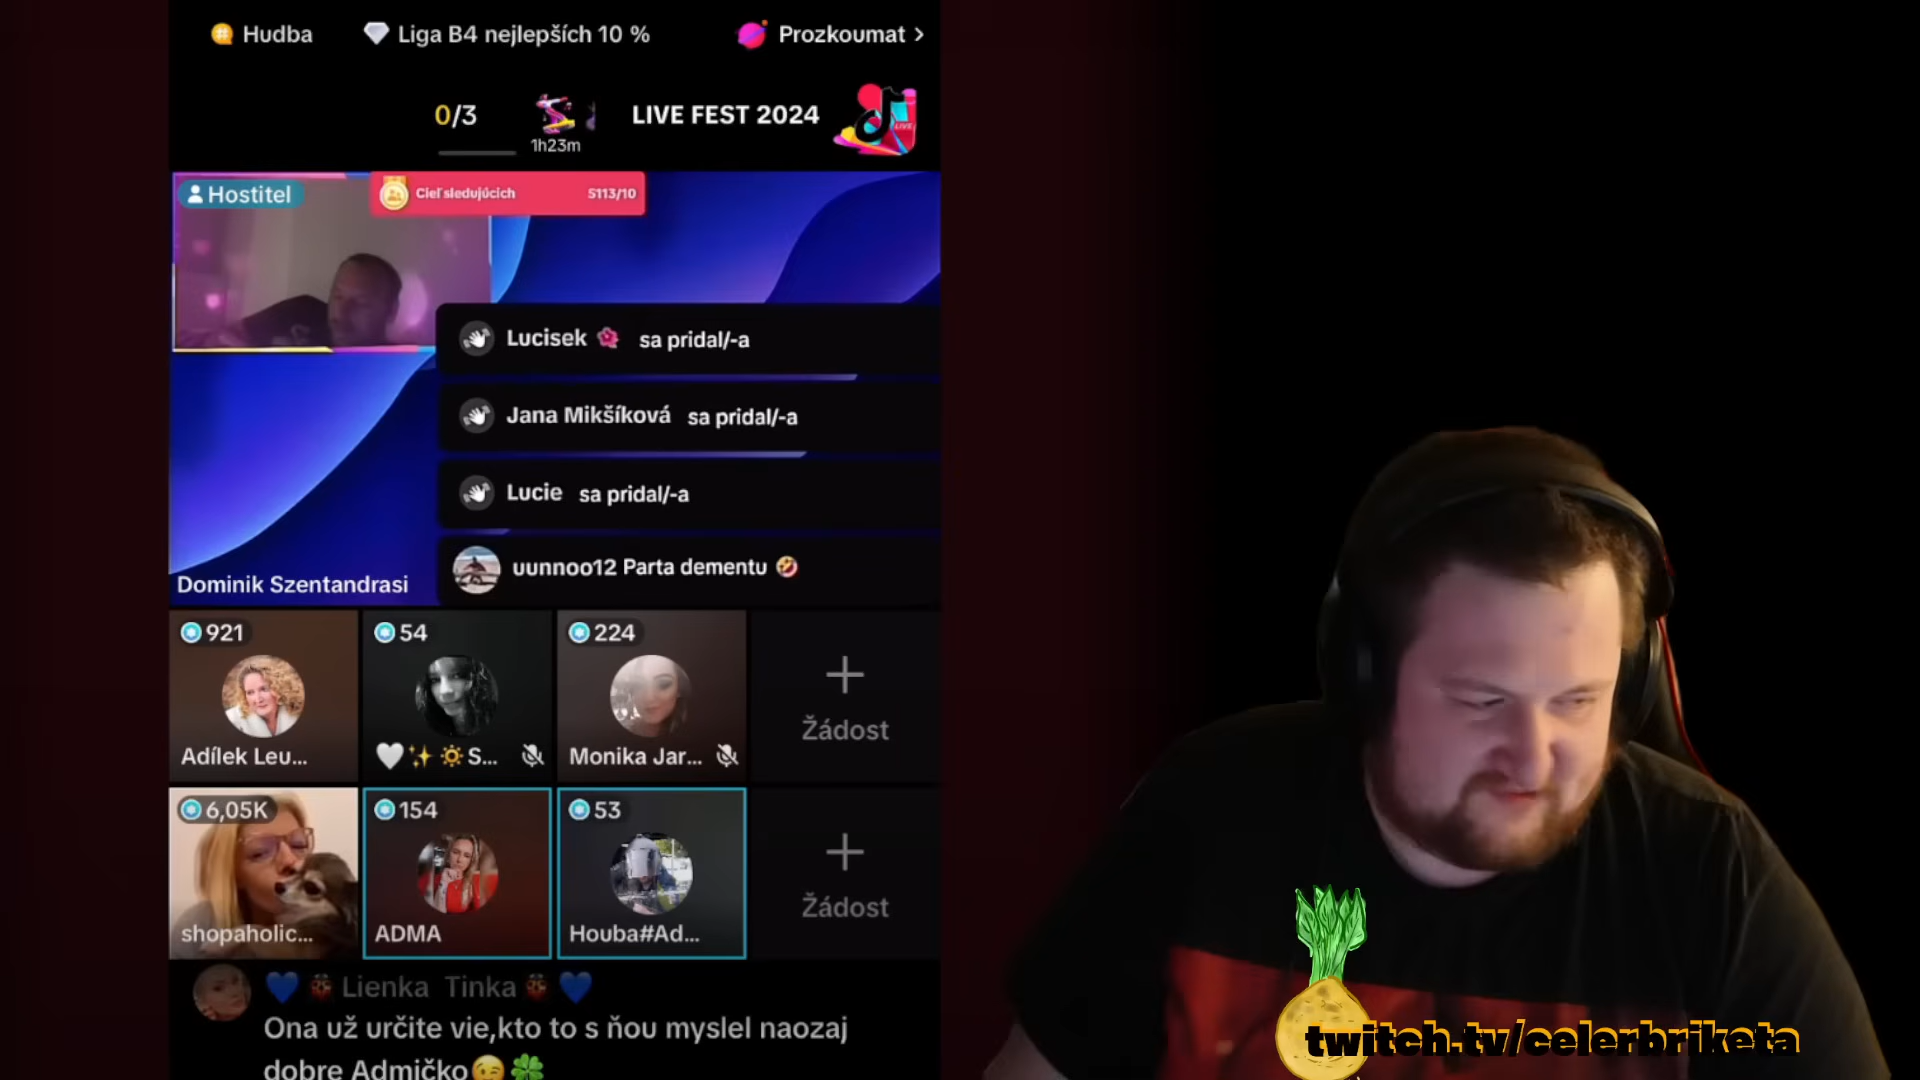 Hudba
Liga B4 nejlepších 10 %
Prozkoumat >
0/3
1h23m
LIVE FEST 2024
LIVE
Hostitel
Cieľ sledujúcich
5113/10
Lucisek sa pridal/-a
Jana Mikšíková sa pridal/-a
Lucie sa pridal/-a
uunnoo12 Parta dementu 🤣
Dominik Szentandrasi
921
54
224
Adílek Leu...
🤍✨🔅S...
Monika Jar...
Žádost
6,05K
154
53
shopaholic...
ADMA
Houba#Ad...
Žádost
💙🐞Lienka Tinka🐞💙
Ona už určite vie,kto to s ňou myslel naozaj
dobre Admičko😉🍀
twitch.tv/celerbriketa